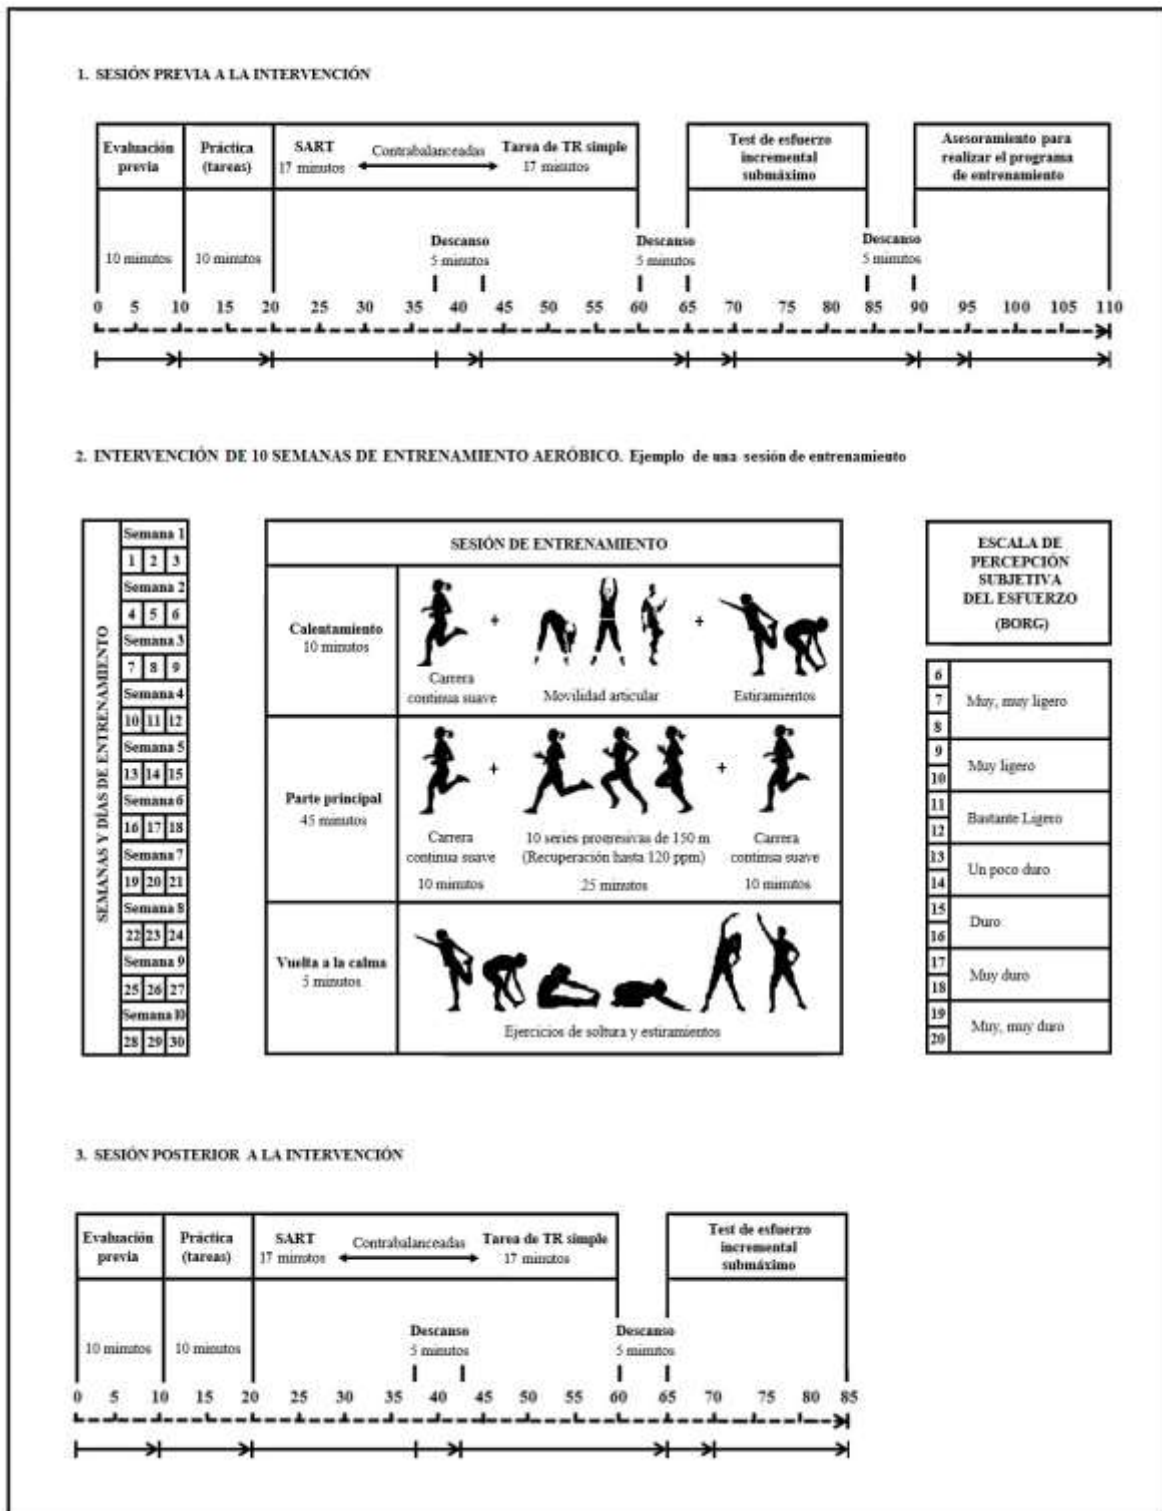 1. SESIÓN PREVIA A LA INTERVENCIÓN
Evaluación previa
Práctica (tareas)
SART
17 minutos
Contrabalanceadas
Tarea de TR simple
17 minutos
Test de esfuerzo
incremental
submáximo
Asesoramiento para
realizar el programa
de entrenamiento
10 minutos
10 minutos
Descanso
5 minutos
Descanso
5 minutos
Descanso
5 minutos
0 5 10 15 20 25 30 35 40 45 50 55 60 65 70 75 80 85 90 95 100 105 110
2. INTERVENCIÓN DE 10 SEMANAS DE ENTRENAMIENTO AERÓBICO. Ejemplo de una sesión de entrenamiento
SEMANAS Y DÍAS DE ENTRENAMIENTO
Semana 1
1 2 3
Semana 2
4 5 6
Semana 3
7 8 9
Semana 4
10 11 12
Semana 5
13 14 15
Semana 6
16 17 18
Semana 7
19 20 21
Semana 8
22 23 24
Semana 9
25 26 27
Semana 10
28 29 30
SESIÓN DE ENTRENAMIENTO
Calentamiento
10 minutos
+
+
Carrera
continua suave
Movilidad articular
Estiramientos
Parte principal
45 minutos
+
+
Carrera
continua suave
10 minutos
10 series progresivas de 150 m
(Recuperación hasta 120 ppm)
25 minutos
Carrera
continua suave
10 minutos
Vuelta a la calma
5 minutos
Ejercicios de soltura y estiramientos
ESCALA DE
PERCEPCIÓN
SUBJETIVA
DEL ESFUERZO
(BORG)
6
7
8
Muy, muy ligero
9
10
Muy ligero
11
12
Bastante Ligero
13
14
Un poco duro
15
16
Duro
17
18
Muy duro
19
20
Muy, muy duro
3. SESIÓN POSTERIOR A LA INTERVENCIÓN
Evaluación previa
Práctica (tareas)
SART
17 minutos
Contrabalanceadas
Tarea de TR simple
17 minutos
Test de esfuerzo
incremental
submáximo
10 minutos
10 minutos
Descanso
5 minutos
Descanso
5 minutos
0 5 10 15 20 25 30 35 40 45 50 55 60 65 70 75 80 85